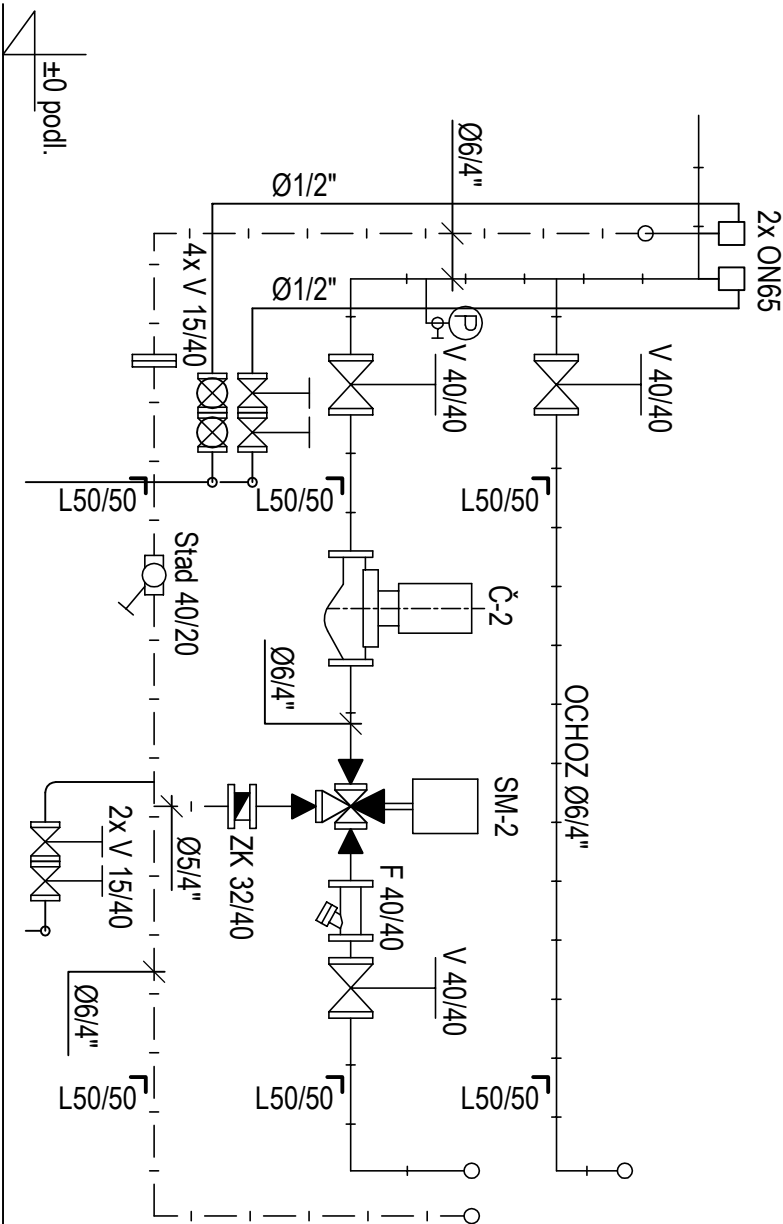 2x ON65
V 40/40
OCHOZ Ø6/4"
L50/50
L50/50
Č-2
SM-2
Ø6/4"
P
V 40/40
V 40/40
F 40/40
Ø1/2"
Ø1/2"
L50/50
Ø6/4"
L50/50
ZK 32/40
4x V 15/40
Stad 40/20
Ø5/4"
2x V 15/40
L50/50
Ø6/4"
L50/50
±0 podl.